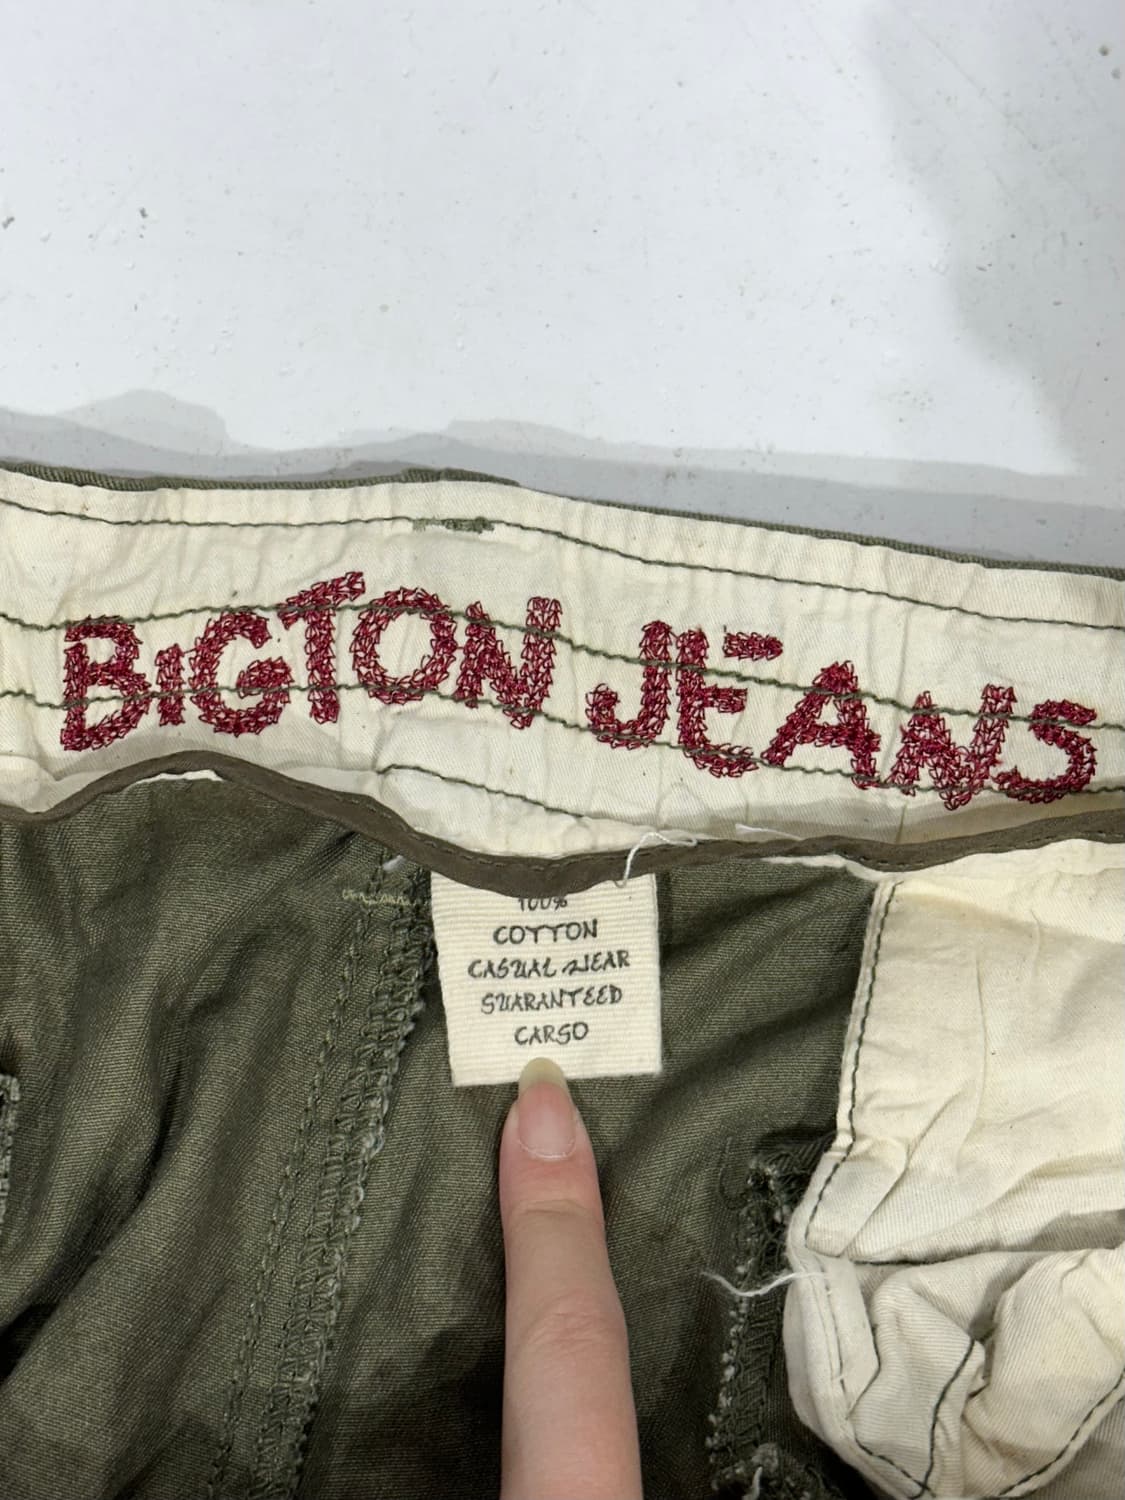 BIGTON JEANS
100%
COTTON
CASUAL WEAR
GUARANTEED
CARGO